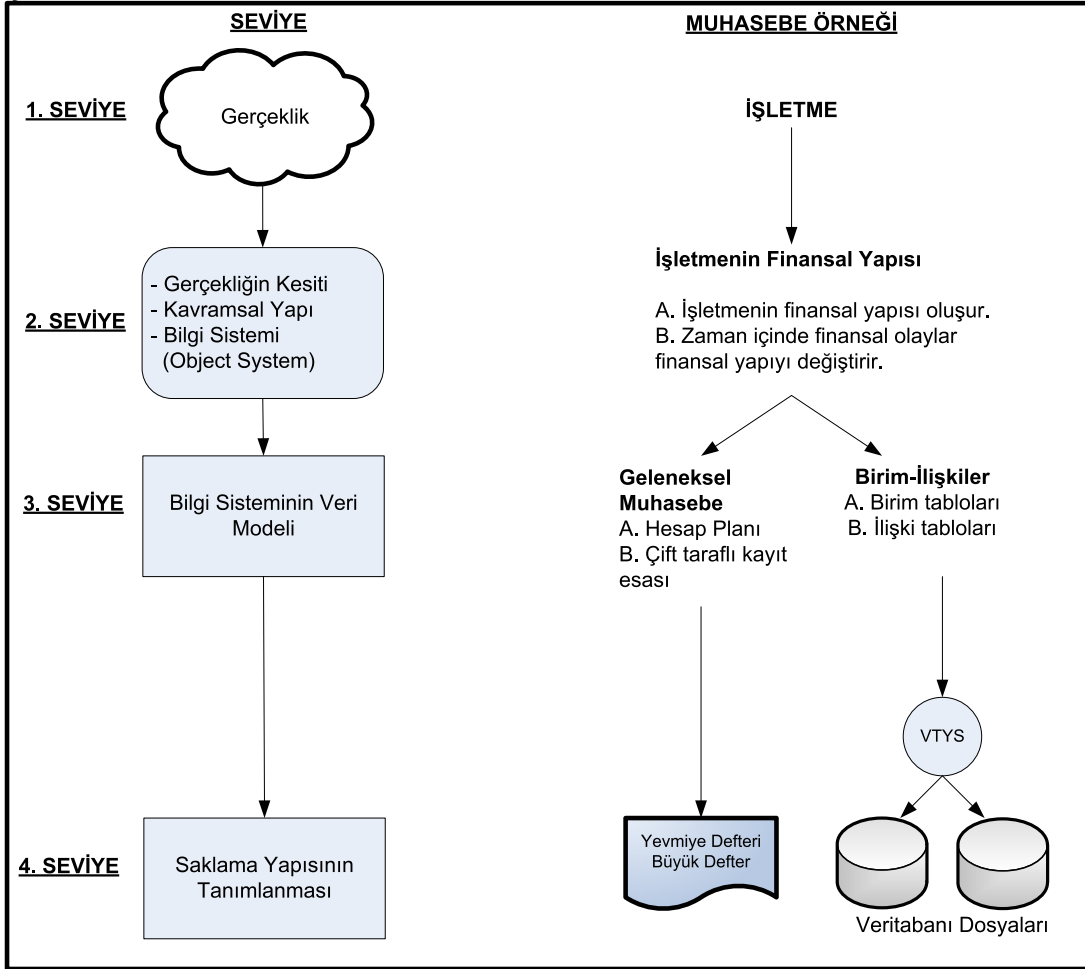 SEVİYE
MUHASEBE ÖRNEĞİ
1. SEVİYE
Gerçeklik
İŞLETME
2. SEVİYE
- Gerçekliğin Kesiti
- Kavramsal Yapı
- Bilgi Sistemi
(Object System)
İşletmenin Finansal Yapısı
A. İşletmenin finansal yapısı oluşur.
B. Zaman içinde finansal olaylar
finansal yapıyı değiştirir.
3. SEVİYE
Bilgi Sisteminin Veri
Modeli
Geleneksel
Muhasebe
A. Hesap Planı
B. Çift taraflı kayıt
esası
Birim-İlişkiler
A. Birim tabloları
B. İlişki tabloları
VTYS
4. SEVİYE
Saklama Yapısının
Tanımlanması
Yevmiye Defteri
Büyük Defter
Veritabanı Dosyaları